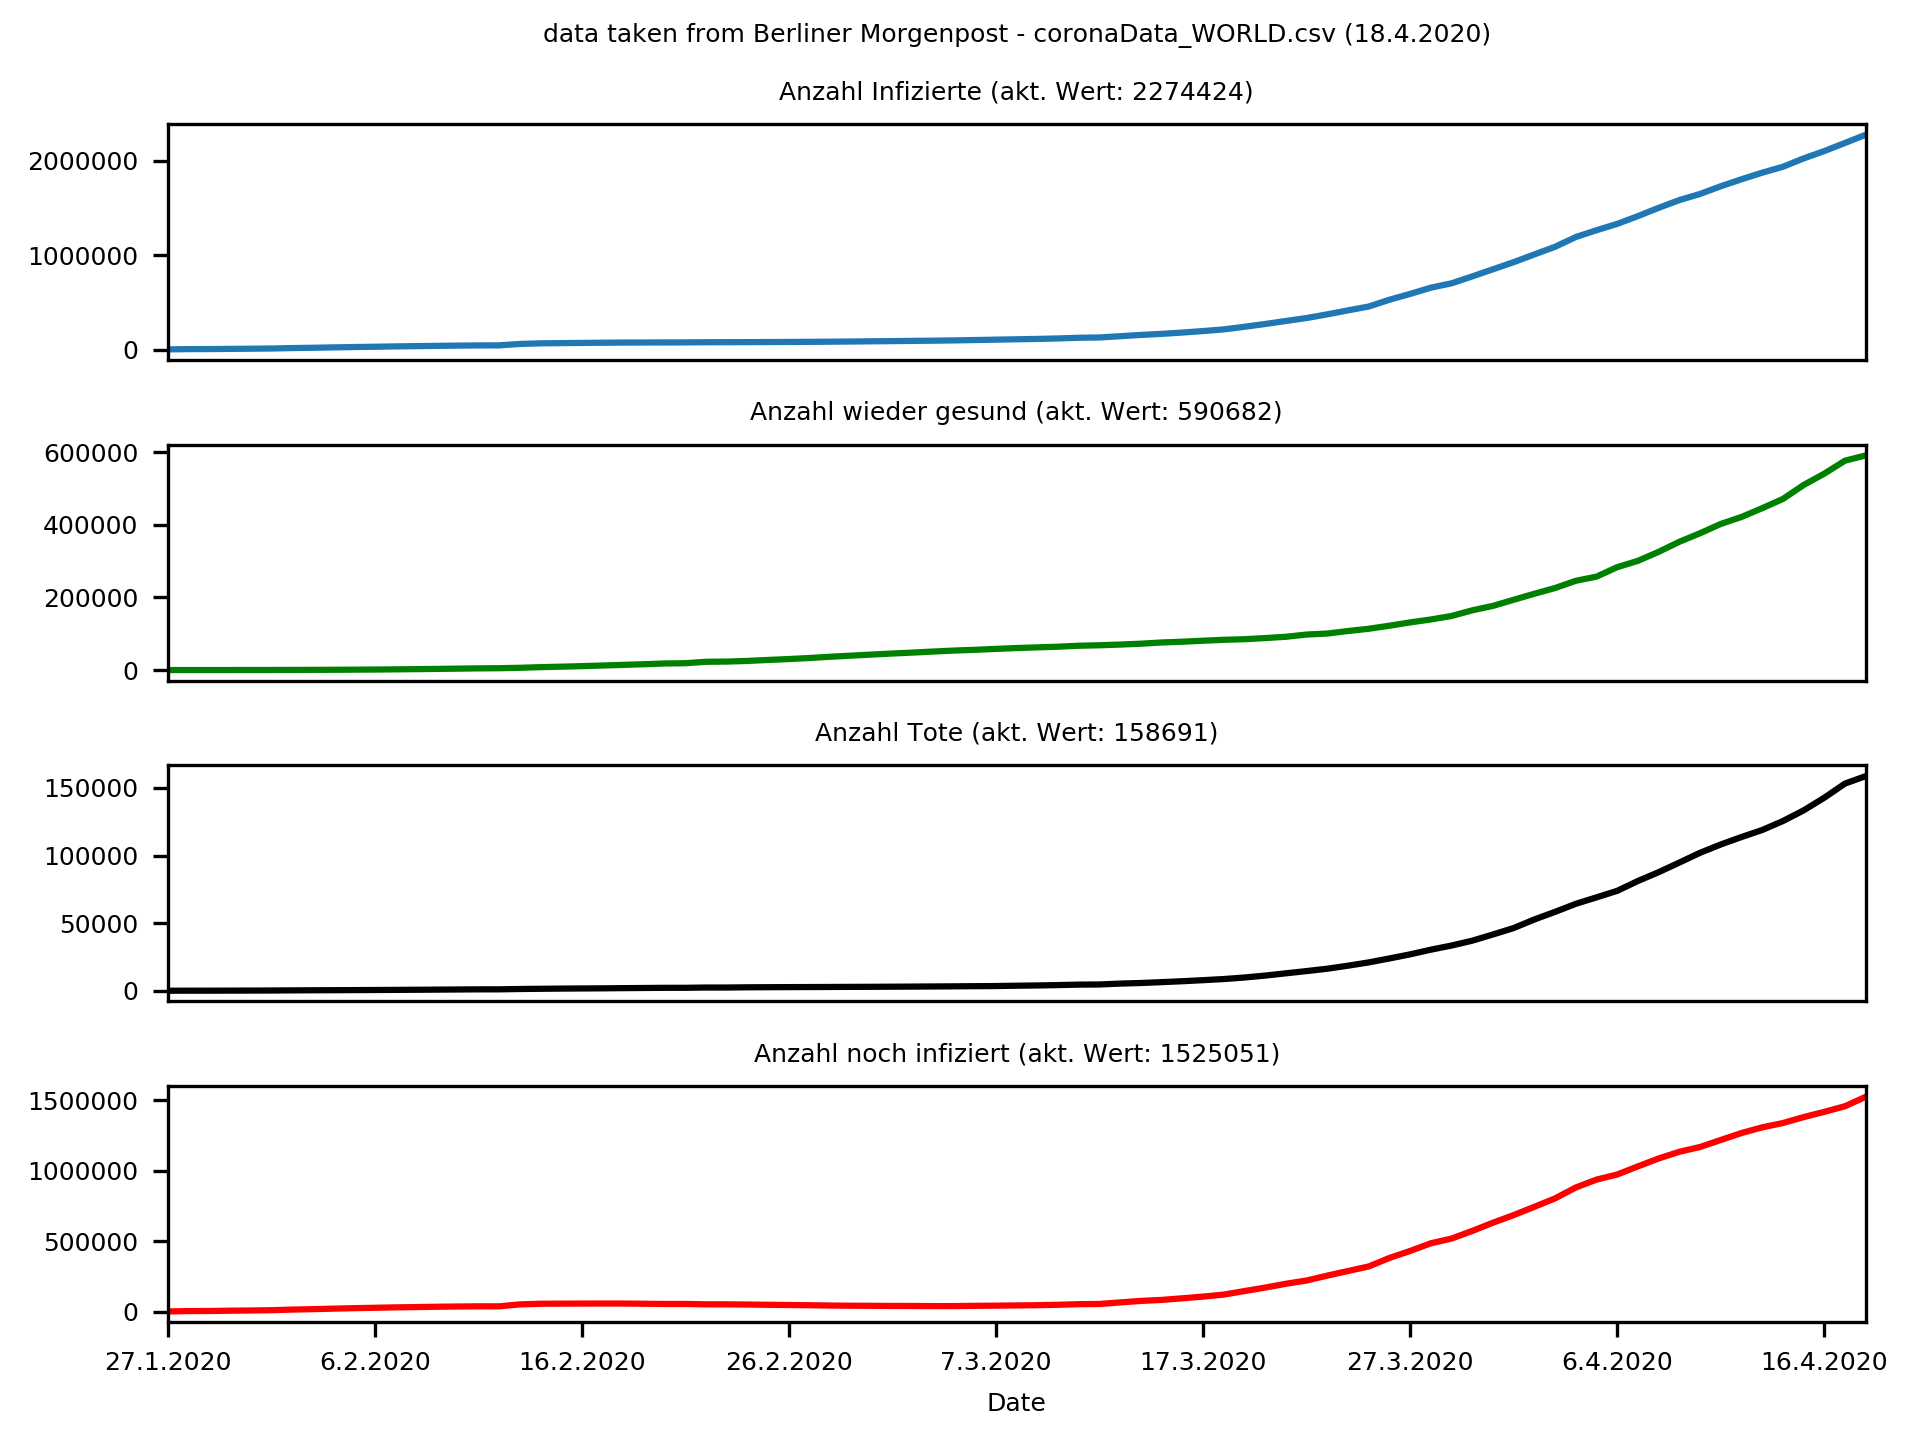 data taken from Berliner Morgenpost - coronaData_WORLD.csv (18.4.2020)
Anzahl Infizierte (akt. Wert: 2274424)
2000000
1000000
0
Anzahl wieder gesund (akt. Wert: 590682)
600000
400000
200000
0
Anzahl Tote (akt. Wert: 158691)
150000
100000
50000
0
Anzahl noch infiziert (akt. Wert: 1525051)
1500000
1000000
500000
0
27.1.2020 6.2.2020 16.2.2020 26.2.2020 7.3.2020 17.3.2020 27.3.2020 6.4.2020 16.4.2020
Date